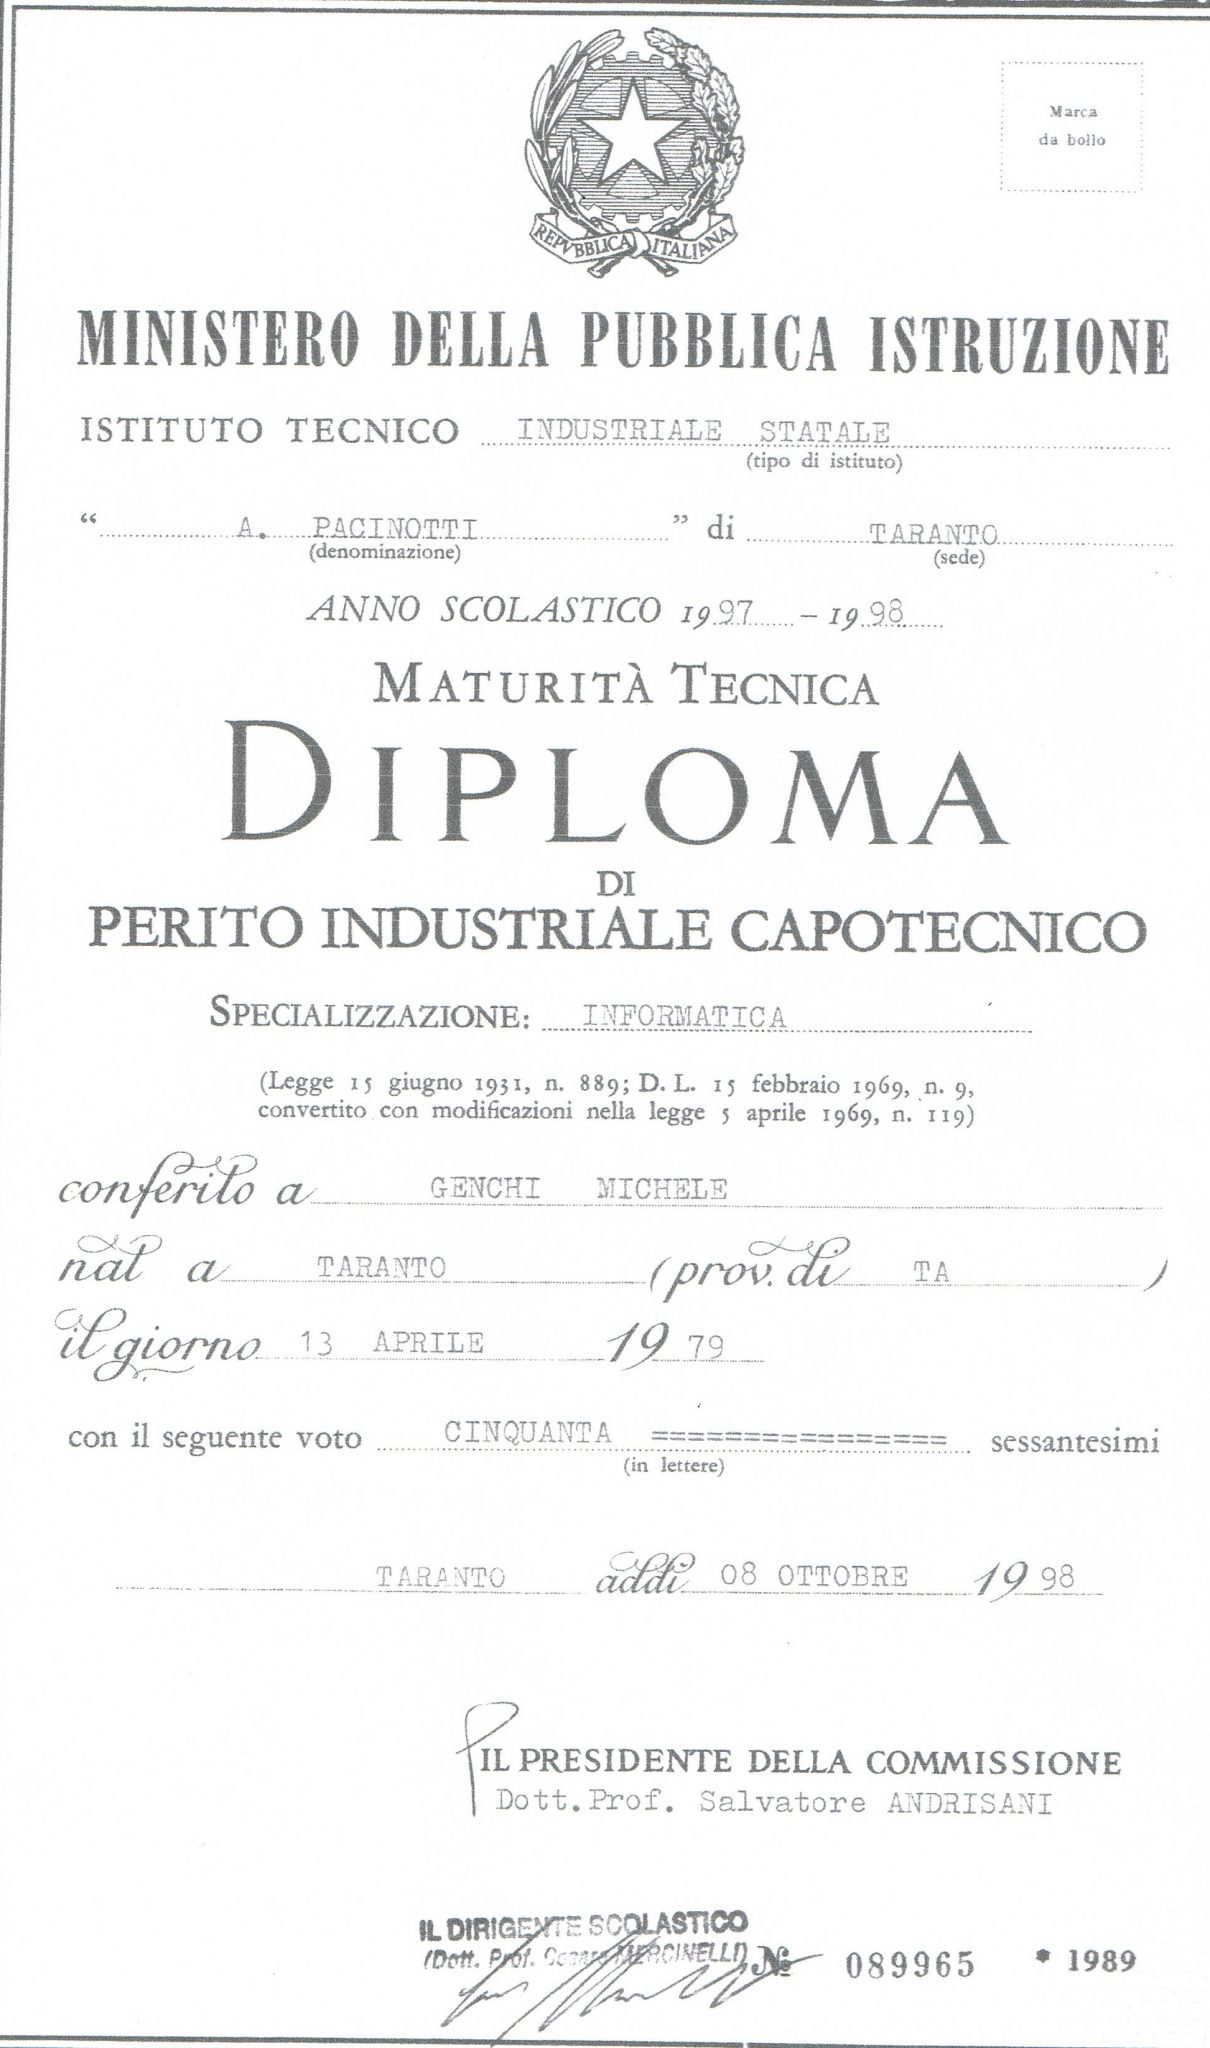 Marca
da bollo
REPVBBLICA ITALIANA
MINISTERO DELLA PUBBLICA ISTRUZIONE
ISTITUTO TECNICO INDUSTRIALE STATALE
(tipo di istituto)
“ A. PACINOTTI ” di TARANTO
(denominazione) (sede)
ANNO SCOLASTICO 1997 – 1998
MATURITÀ TECNICA
DIPLOMA
DI
PERITO INDUSTRIALE CAPOTECNICO
SPECIALIZZAZIONE: INFORMATICA
(Legge 15 giugno 1931, n. 889; D. L. 15 febbraio 1969, n. 9,
convertito con modificazioni nella legge 5 aprile 1969, n. 119)
conferito a GENCHI MICHELE
nat a TARANTO (prov. di TA )
il giorno 13 APRILE 1979
con il seguente voto CINQUANTA ================ sessantesimi
(in lettere)
TARANTO addì 08 OTTOBRE 1998
IL PRESIDENTE DELLA COMMISSIONE
Dott.Prof. Salvatore ANDRISANI
IL DIRIGENTE SCOLASTICO
(Dott. Prof. MERCINELLI) № 089965 * 1989